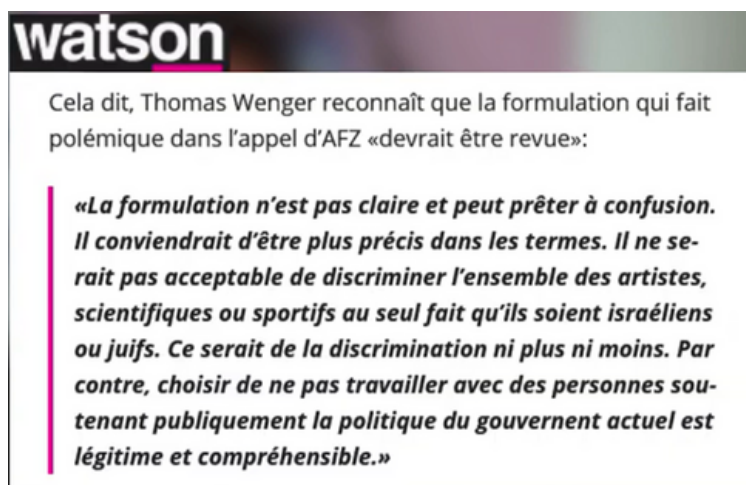 watson
Cela dit, Thomas Wenger reconnaît que la formulation qui fait
polémique dans l'appel d'AFZ «devrait être revue»:
«La formulation n'est pas claire et peut prêter à confusion.
Il conviendrait d'être plus précis dans les termes. Il ne se-
rait pas acceptable de discriminer l'ensemble des artistes,
scientifiques ou sportifs au seul fait qu'ils soient israéliens
ou juifs. Ce serait de la discrimination ni plus ni moins. Par
contre, choisir de ne pas travailler avec des personnes sou-
tenant publiquement la politique du gouvernent actuel est
légitime et compréhensible.»